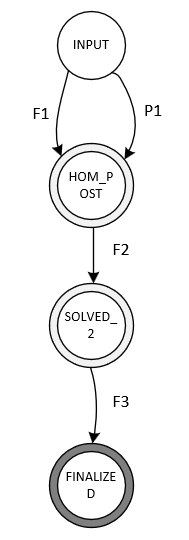 INPUT
F1
P1
HOM_P
OST
F2
SOLVED_
2
F3
FINALIZE
D